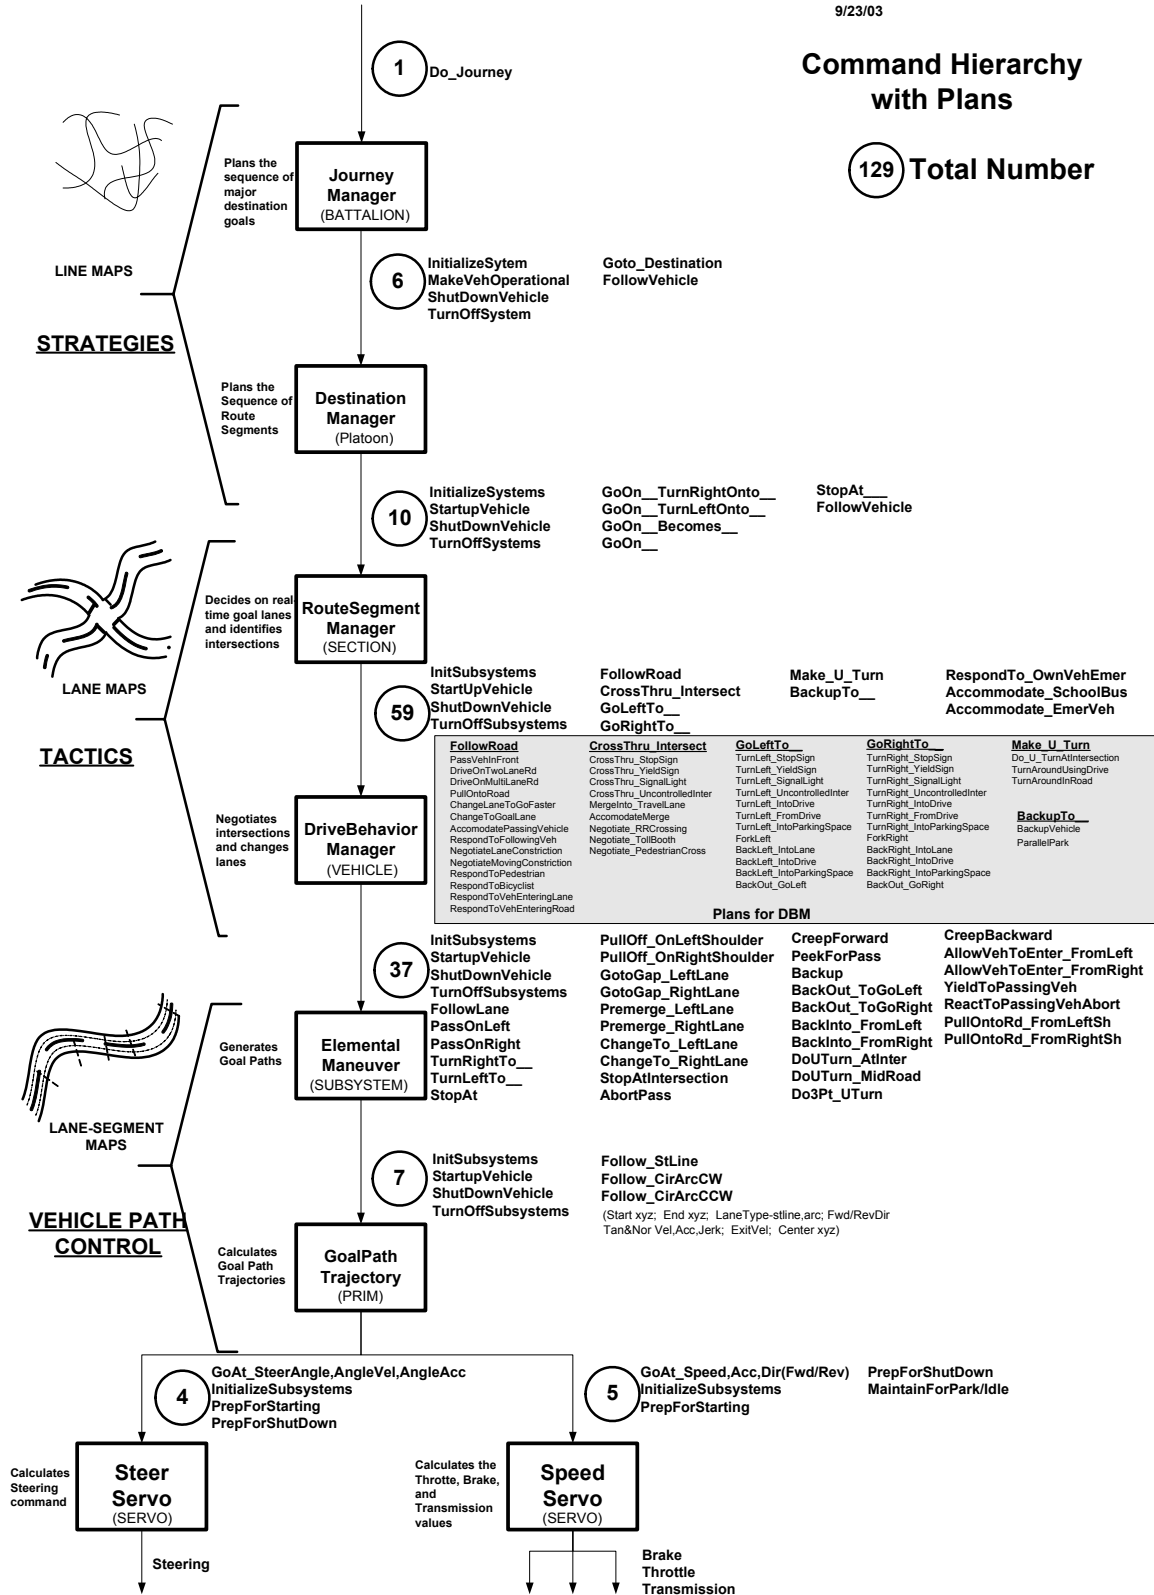 9/23/03
Command Hierarchy
with Plans
129 Total Number
1 Do_Journey
Plans the
sequence of
major
destination
goals
Journey
Manager
(BATTALION)
LINE MAPS
STRATEGIES
6
InitializeSytem
MakeVehOperational
ShutDownVehicle
TurnOffSystem
Goto_Destination
FollowVehicle
Plans the
Sequence of
Route
Segments
Destination
Manager
(Platoon)
10
InitializeSystems
StartupVehicle
ShutDownVehicle
TurnOffSystems
GoOn__TurnRightOnto__
GoOn__TurnLeftOnto__
GoOn__Becomes__
GoOn__
StopAt___
FollowVehicle
Decides on real-
time goal lanes
and identifies
intersections
RouteSegment
Manager
(SECTION)
LANE MAPS
TACTICS
59
InitSubsystems
StartUpVehicle
ShutDownVehicle
TurnOffSubsystems
FollowRoad
CrossThru_Intersect
GoLeftTo__
GoRightTo__
Make_U_Turn
BackupTo__
RespondTo_OwnVehEmer
Accommodate_SchoolBus
Accommodate_EmerVeh
FollowRoad
PassVehInFront
DriveOnTwoLaneRd
DriveOnMultiLaneRd
PullOntoRoad
ChangeLaneToGoFaster
ChangeToGoalLane
AccomodatePassingVehicle
RespondToFollowingVeh
NegotiateLaneConstriction
NegotiateMovingConstriction
RespondToPedestrian
RespondToBicyclist
RespondToVehEnteringLane
RespondToVehEnteringRoad
CrossThru_Intersect
CrossThru_StopSign
CrossThru_YieldSign
CrossThru_SignalLight
CrossThru_UncontrolledInter
MergeInto_TravelLane
AccomodateMerge
Negotiate_RRCrossing
Negotiate_TollBooth
Negotiate_PedestrianCross
GoLeftTo__
TurnLeft_StopSign
TurnLeft_YieldSign
TurnLeft_SignalLight
TurnLeft_UncontrolledInter
TurnLeft_IntoDrive
TurnLeft_FromDrive
TurnLeft_IntoParkingSpace
ForkLeft
BackLeft_IntoLane
BackLeft_IntoDrive
BackLeft_IntoParkingSpace
BackOut_GoLeft
GoRightTo__
TurnRight_StopSign
TurnRight_YieldSign
TurnRight_SignalLight
TurnRight_UncontrolledInter
TurnRight_IntoDrive
TurnRight_FromDrive
TurnRight_IntoParkingSpace
ForkRight
BackRight_IntoLane
BackRight_IntoDrive
BackRight_IntoParkingSpace
BackOut_GoRight
Make_U_Turn
Do_U_TurnAtIntersection
TurnAroundUsingDrive
TurnAroundInRoad
BackupTo__
BackupVehicle
ParallelPark
Plans for DBM
Negotiates
intersections
and changes
lanes
DriveBehavior
Manager
(VEHICLE)
37
InitSubsystems
StartupVehicle
ShutDownVehicle
TurnOffSubsystems
FollowLane
PassOnLeft
PassOnRight
TurnRightTo__
TurnLeftTo__
StopAt
PullOff_OnLeftShoulder
PullOff_OnRightShoulder
GotoGap_LeftLane
GotoGap_RightLane
Premerge_LeftLane
Premerge_RightLane
ChangeTo_LeftLane
ChangeTo_RightLane
StopAtIntersection
AbortPass
CreepForward
PeekForPass
Backup
BackOut_ToGoLeft
BackOut_ToGoRight
BackInto_FromLeft
BackInto_FromRight
DoUTurn_AtInter
DoUTurn_MidRoad
Do3Pt_UTurn
CreepBackward
AllowVehToEnter_FromLeft
AllowVehToEnter_FromRight
YieldToPassingVeh
ReactToPassingVehAbort
PullOntoRd_FromLeftSh
PullOntoRd_FromRightSh
Generates
Goal Paths
Elemental
Maneuver
(SUBSYSTEM)
LANE-SEGMENT
MAPS
VEHICLE PATH
CONTROL
7
InitSubsystems
StartupVehicle
ShutDownVehicle
TurnOffSubsystems
Follow_StLine
Follow_CirArcCW
Follow_CirArcCCW
(Start xyz; End xyz; LaneType-stline,arc; Fwd/RevDir
Tan&Nor Vel,Acc,Jerk; ExitVel; Center xyz)
Calculates
Goal Path
Trajectories
GoalPath
Trajectory
(PRIM)
4
GoAt_SteerAngle,AngleVel,AngleAcc
InitializeSubsystems
PrepForStarting
PrepForShutDown
5
GoAt_Speed,Acc,Dir(Fwd/Rev)
InitializeSubsystems
PrepForStarting
PrepForShutDown
MaintainForPark/Idle
Calculates
Steering
command
Steer
Servo
(SERVO)
Calculates the
Throtte, Brake,
and
Transmission
values
Speed
Servo
(SERVO)
Steering
Brake
Throttle
Transmission